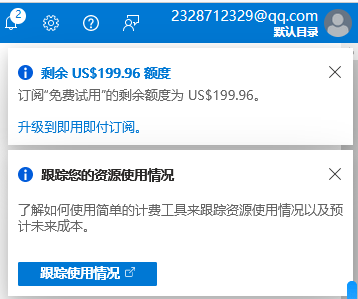 2
2328712329@qq.com
默认目录
剩余 US$199.96 额度
订阅“免费试用”的剩余额度为 US$199.96。
升级到即用即付订阅。
跟踪您的资源使用情况
了解如何使用简单的计费工具来跟踪资源使用情况以及预
计未来成本。
跟踪使用情况